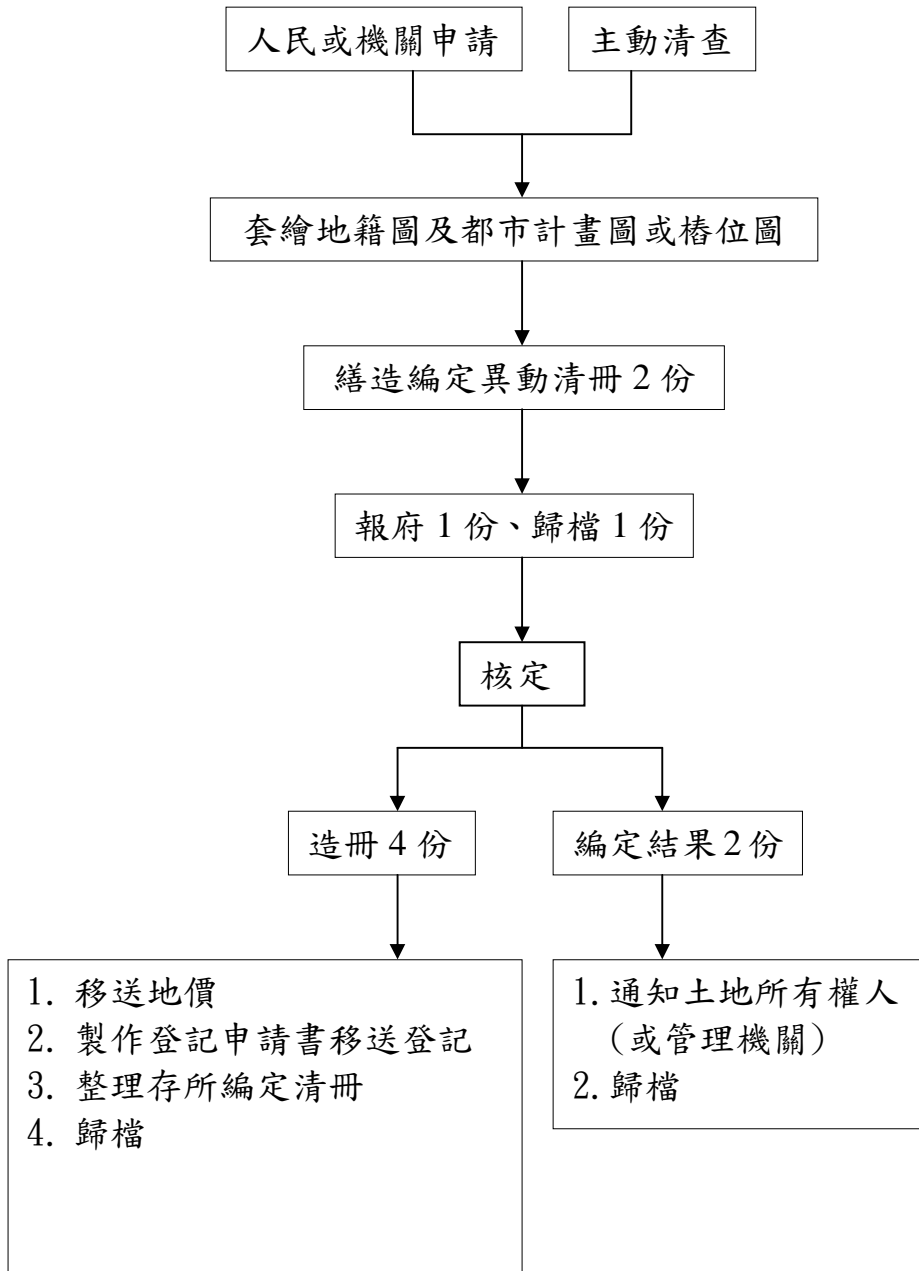 人民或機關申請
主動清查
套繪地籍圖及都市計畫圖或樁位圖
繕造編定異動清冊 2 份
報府 1 份、歸檔 1 份
核定
造冊 4 份
編定結果 2 份
1. 移送地價
2. 製作登記申請書移送登記
3. 整理存所編定清冊
4. 歸檔
1. 通知土地所有權人
（或管理機關）
2. 歸檔